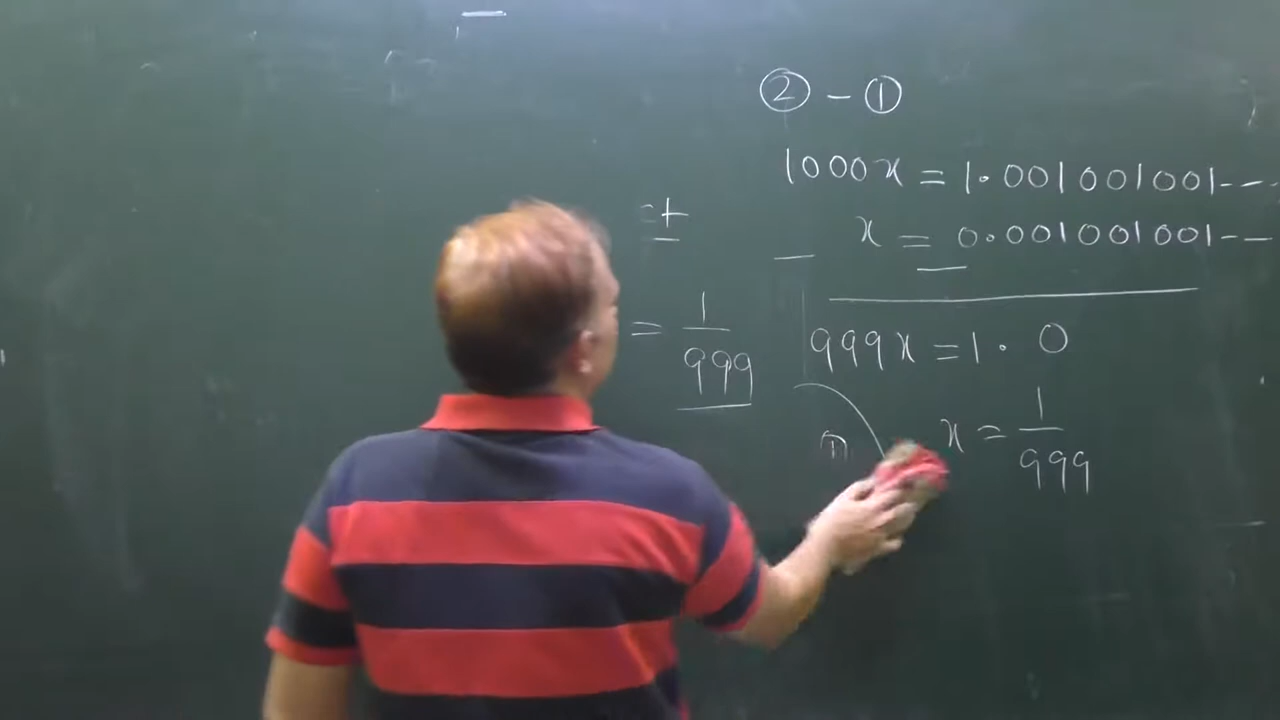 ② - ①
1000x = 1.001001001---
x = 0.001001001--
999x = 1. 0
= 1/999
x = 1/999